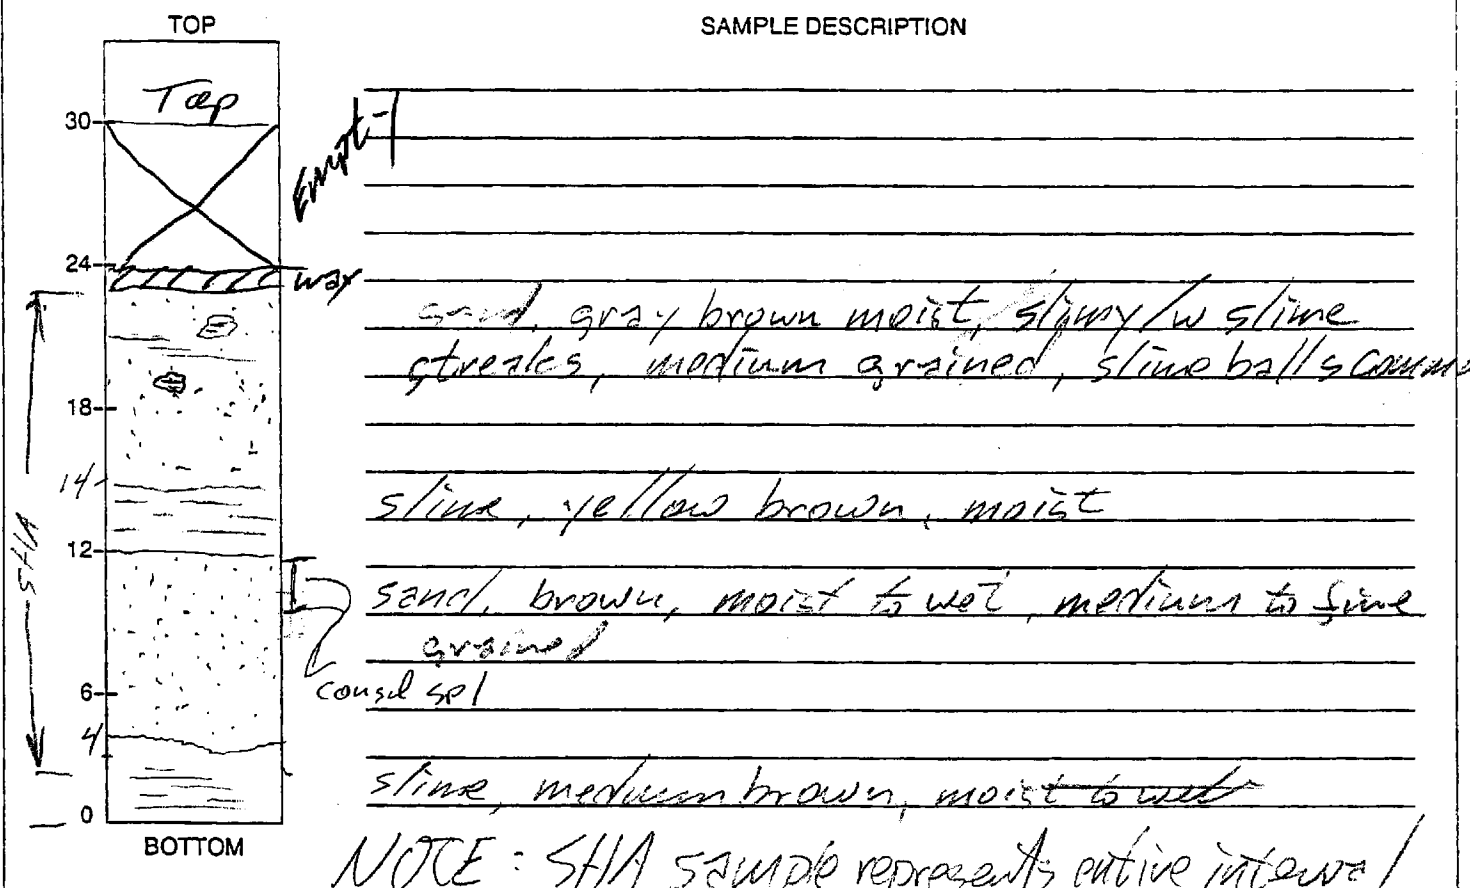 TOP
SAMPLE DESCRIPTION
Top
30
Empty
24
wax
sand, gray brown moist, slimy /w slime
streaks, medium grained, slime balls comm
18
14
slime, yellow brown, moist
SHA
12
sand, brown, moist to wet, medium to fine
grained
consol spl
6
4
slime, medium brown, moist to wet
0
BOTTOM
NOTE: SHA sample represents entire interval